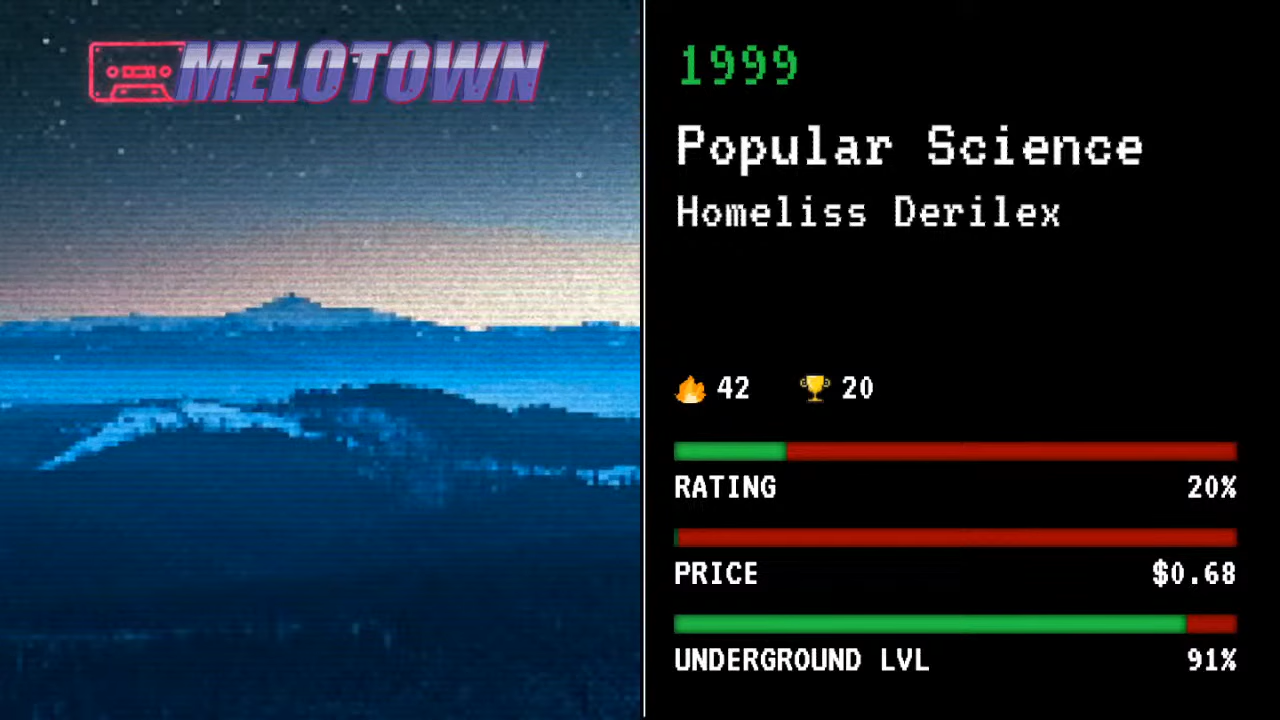 MELOTOWN
1999
Popular Science
Homeliss Derilex
42 20
RATING 20%
PRICE $0.68
UNDERGROUND LVL 91%